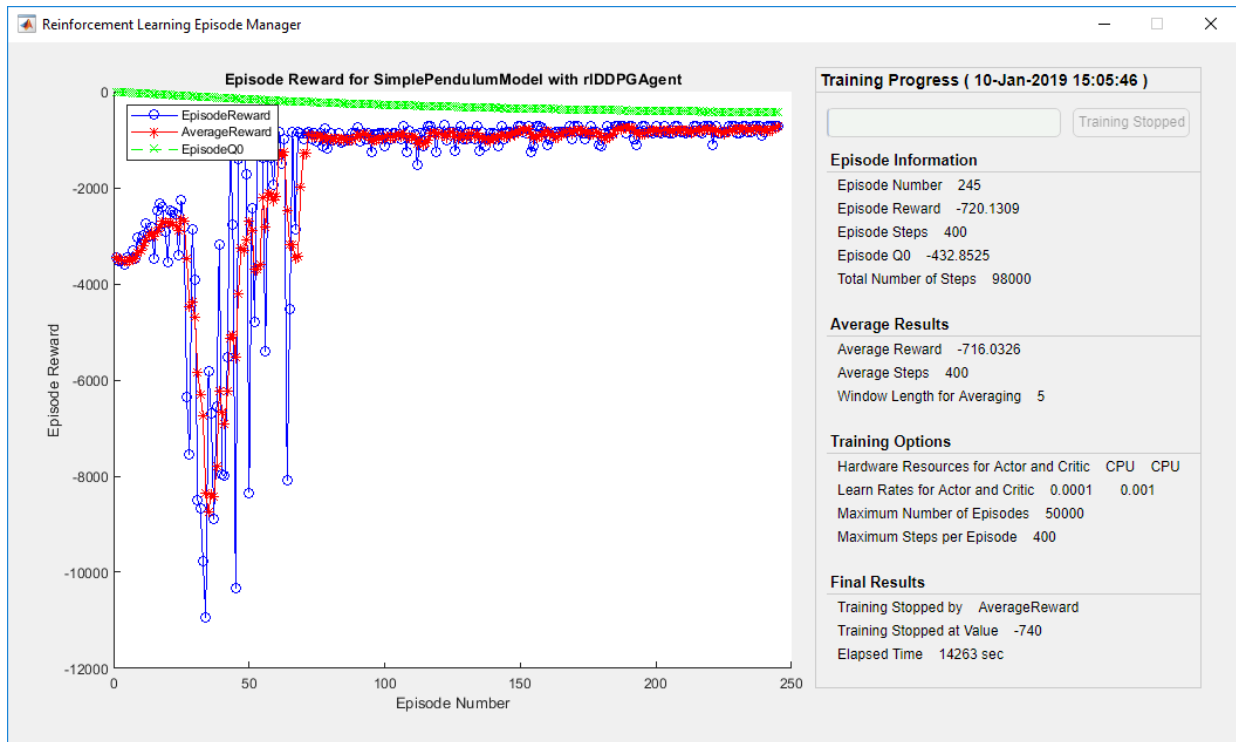 Reinforcement Learning Episode Manager
Episode Reward for SimplePendulumModel with rlDDPGAgent
EpisodeReward
AverageReward
EpisodeQ0
0
-2000
-4000
-6000
-8000
-10000
-12000
Episode Reward
0 50 100 150 200 250
Episode Number
Training Progress ( 10-Jan-2019 15:05:46 )
Training Stopped
Episode Information
Episode Number 245
Episode Reward -720.1309
Episode Steps 400
Episode Q0 -432.8525
Total Number of Steps 98000
Average Results
Average Reward -716.0326
Average Steps 400
Window Length for Averaging 5
Training Options
Hardware Resources for Actor and Critic CPU CPU
Learn Rates for Actor and Critic 0.0001 0.001
Maximum Number of Episodes 50000
Maximum Steps per Episode 400
Final Results
Training Stopped by AverageReward
Training Stopped at Value -740
Elapsed Time 14263 sec